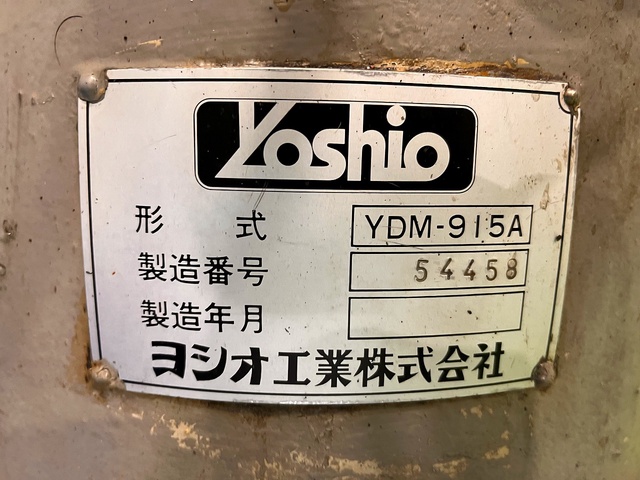 Yoshio
形式 YDM-915A
製造番号 54458
製造年月
ヨシオ工業株式会社